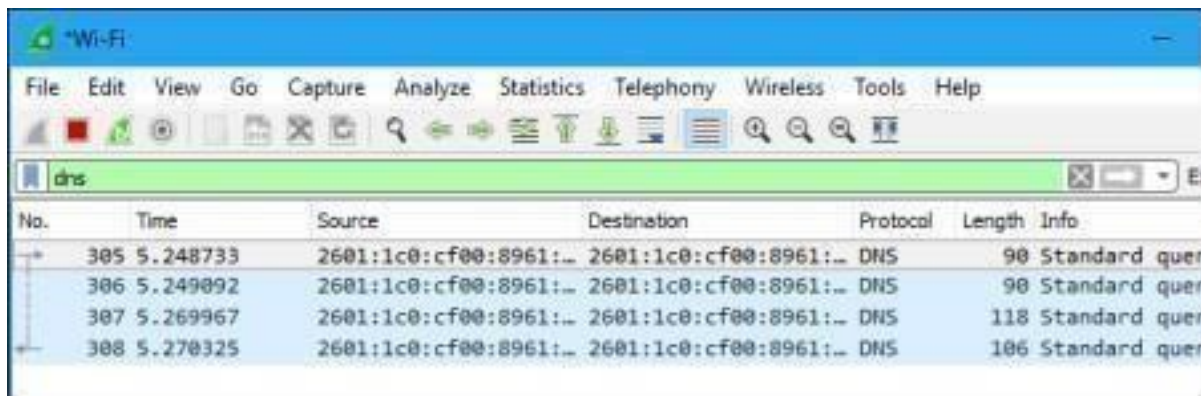 *Wi-Fi
File Edit View Go Capture Analyze Statistics Telephony Wireless Tools Help
dns
No. Time Source Destination Protocol Length Info
305 5.248733 2601:1c0:cf00:8961:… 2601:1c0:cf00:8961:… DNS 90 Standard quer
306 5.249092 2601:1c0:cf00:8961:… 2601:1c0:cf00:8961:… DNS 90 Standard quer
307 5.269967 2601:1c0:cf00:8961:… 2601:1c0:cf00:8961:… DNS 118 Standard quer
308 5.270325 2601:1c0:cf00:8961:… 2601:1c0:cf00:8961:… DNS 106 Standard quer